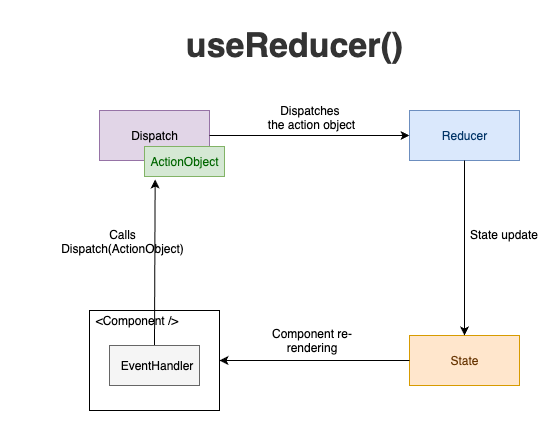 useReducer()
Dispatches
the action object
Dispatch
Reducer
ActionObject
Calls
Dispatch(ActionObject)
State update
<Component />
Component re-
rendering
EventHandler
State